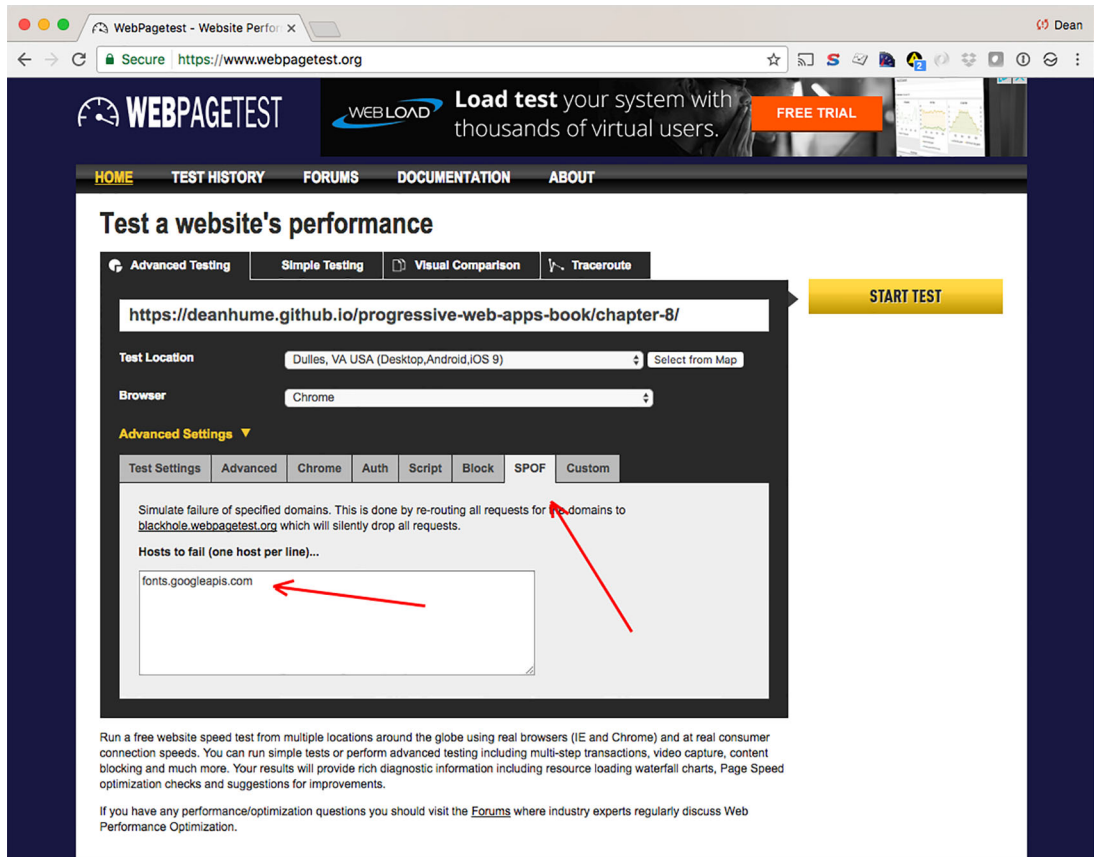 WebPagetest - Website Perfor
Dean
Secure https://www.webpagetest.org
2
WEBPAGETEST
WEBLOAD
Load test your system with
thousands of virtual users.
FREE TRIAL
HOME TEST HISTORY FORUMS DOCUMENTATION ABOUT
Test a website's performance
Advanced Testing Simple Testing Visual Comparison Traceroute
START TEST
https://deanhume.github.io/progressive-web-apps-book/chapter-8/
Test Location Dulles, VA USA (Desktop,Android,iOS 9) Select from Map
Browser Chrome
Advanced Settings ▼
Test Settings Advanced Chrome Auth Script Block SPOF Custom
Simulate failure of specified domains. This is done by re-routing all requests for the domains to
blackhole.webpagetest.org which will silently drop all requests.
Hosts to fail (one host per line)...
fonts.googleapis.com
Run a free website speed test from multiple locations around the globe using real browsers (IE and Chrome) and at real consumer
connection speeds. You can run simple tests or perform advanced testing including multi-step transactions, video capture, content
blocking and much more. Your results will provide rich diagnostic information including resource loading waterfall charts, Page Speed
optimization checks and suggestions for improvements.
If you have any performance/optimization questions you should visit the Forums where industry experts regularly discuss Web
Performance Optimization.